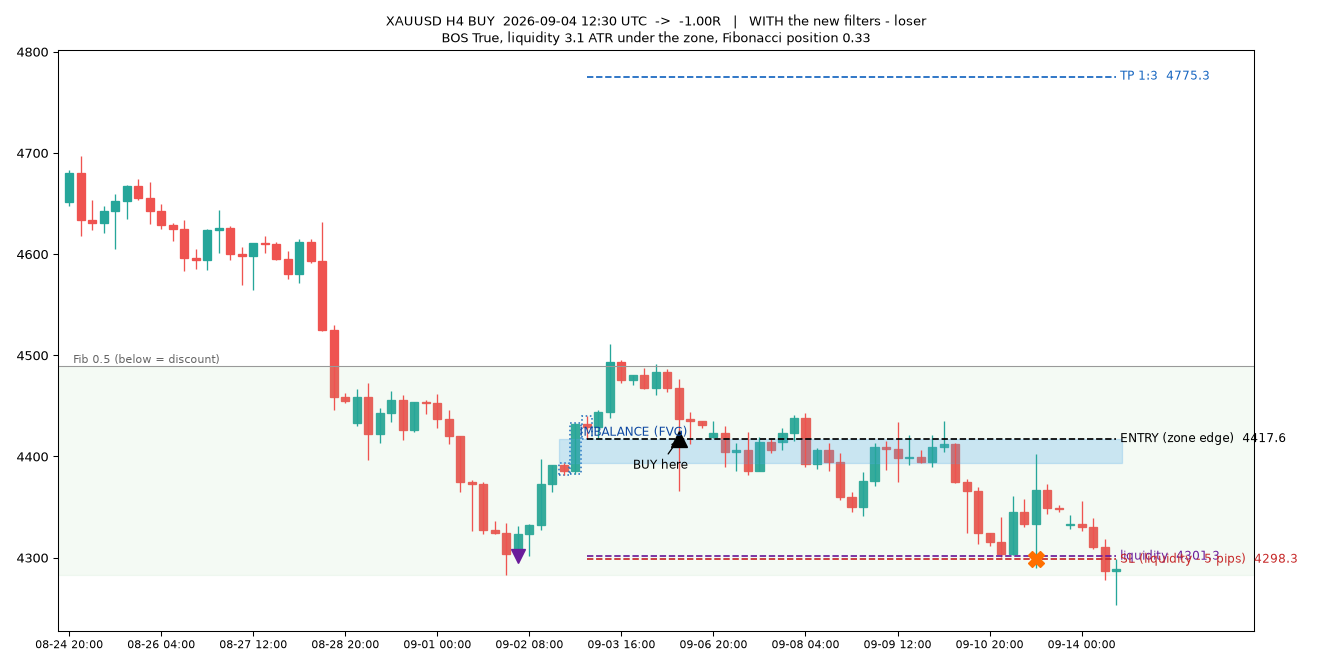 XAUUSD H4 BUY  2026-09-04 12:30 UTC  ->  -1.00R   |   WITH the new filters - loser
BOS True, liquidity 3.1 ATR under the zone, Fibonacci position 0.33
4800
TP 1:3  4775.3
4700
4600
4500
Fib 0.5 (below = discount)
IMBALANCE (FVG)
ENTRY (zone edge)  4417.6
4400
BUY here
4300
liquidity  4301.3
SL (liquidity - 5 pips)  4298.3
08-24 20:00
08-26 04:00
08-27 12:00
08-28 20:00
09-01 00:00
09-02 08:00
09-03 16:00
09-06 20:00
09-08 04:00
09-09 12:00
09-10 20:00
09-14 00:00